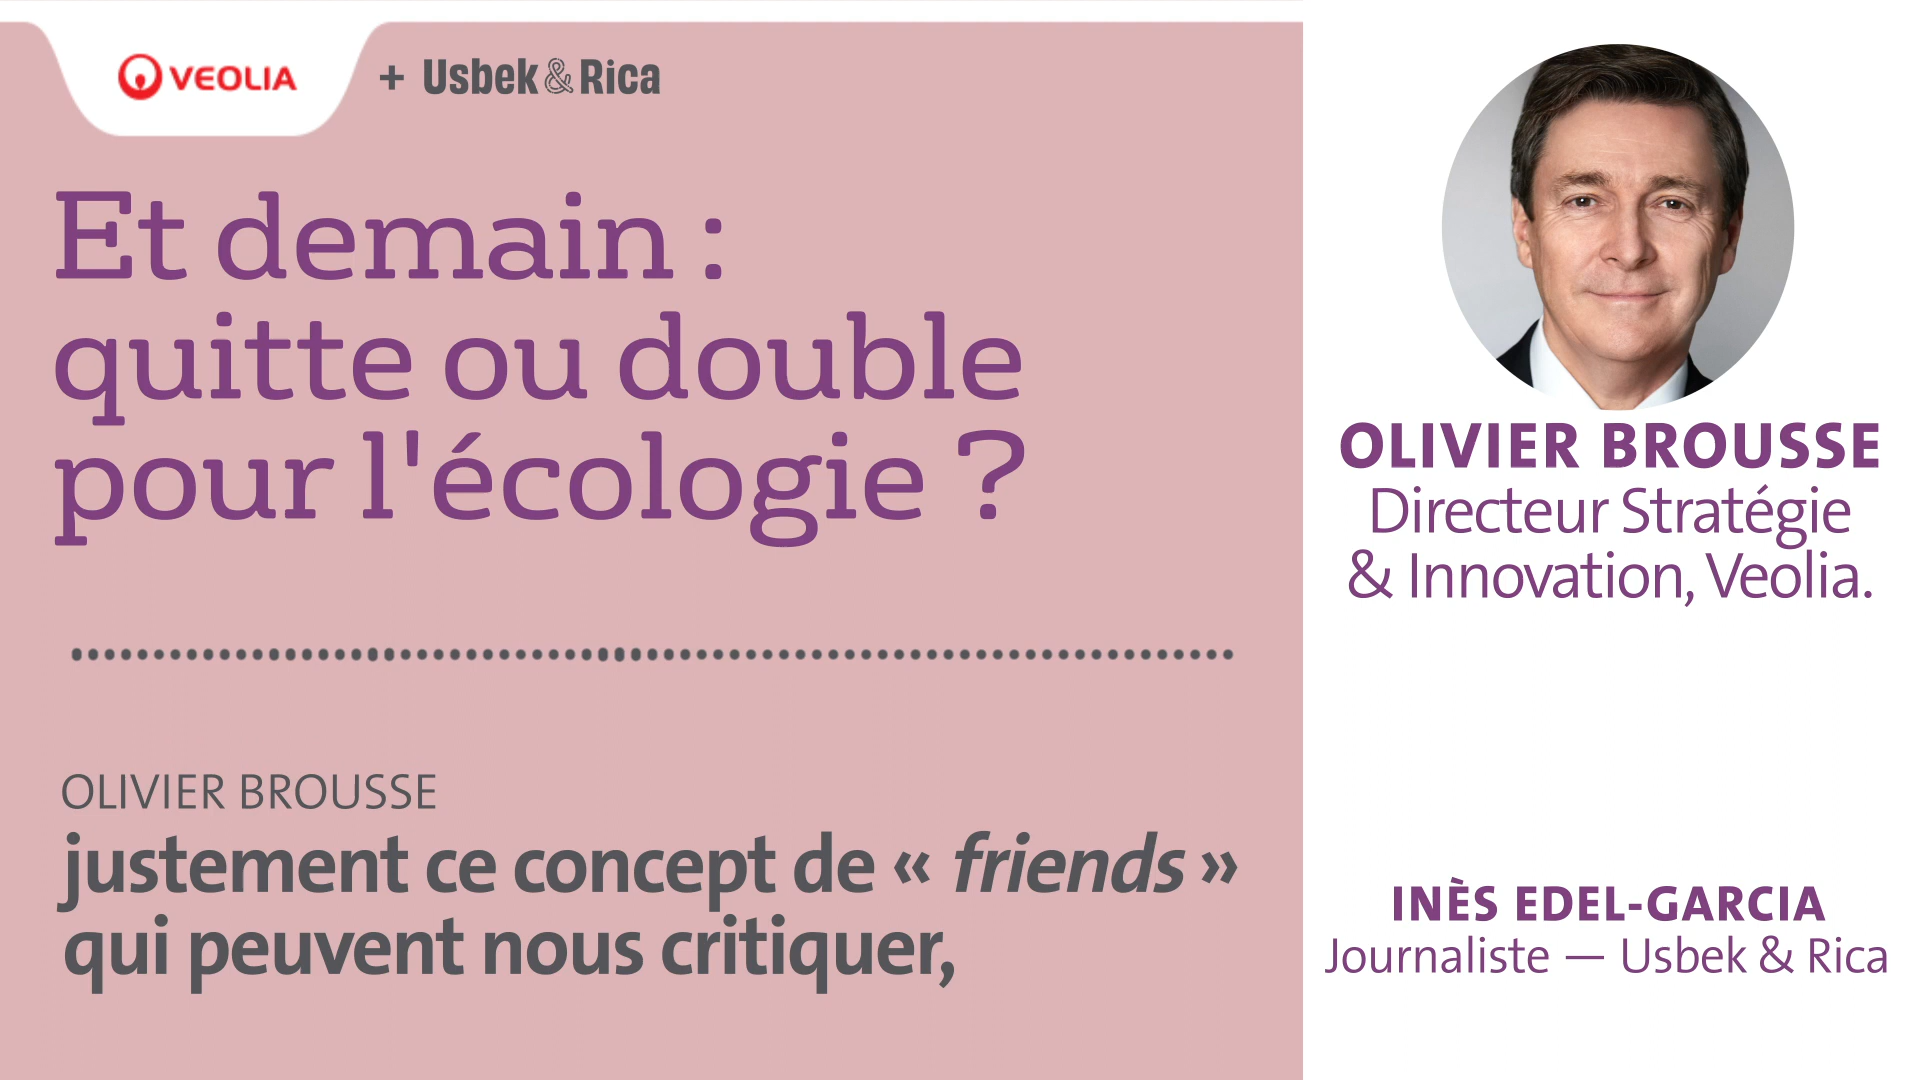 VEOLIA + Usbek & Rica
Et demain :
quitte ou double
pour l'écologie ?
OLIVIER BROUSSE
justement ce concept de « friends »
qui peuvent nous critiquer,
OLIVIER BROUSSE
Directeur Stratégie
& Innovation, Veolia.
INÈS EDEL-GARCIA
Journaliste — Usbek & Rica